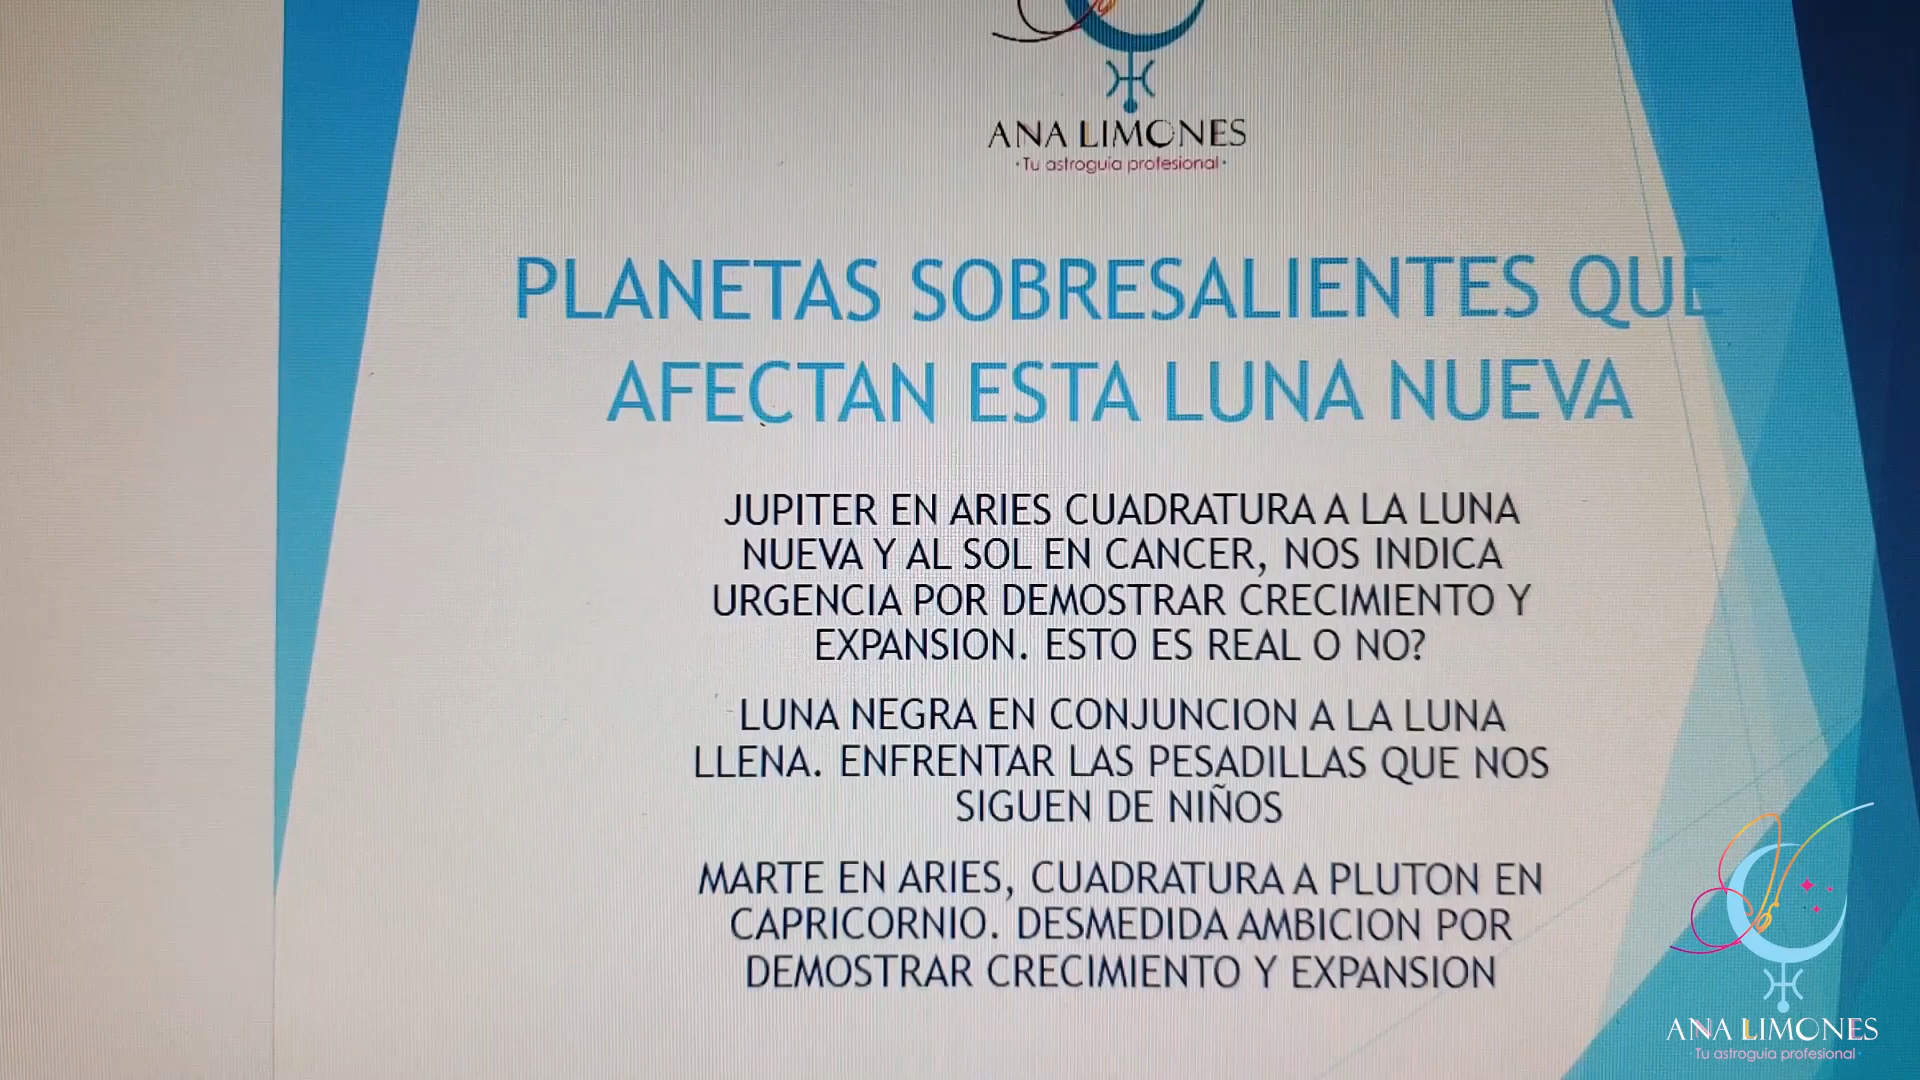 ANA LIMONES
· Tu astroguía profesional ·
PLANETAS SOBRESALIENTES QUE
AFECTAN ESTA LUNA NUEVA
JUPITER EN ARIES CUADRATURA A LA LUNA
NUEVA Y AL SOL EN CANCER, NOS INDICA
URGENCIA POR DEMOSTRAR CRECIMIENTO Y
EXPANSION. ESTO ES REAL O NO?
LUNA NEGRA EN CONJUNCION A LA LUNA
LLENA. ENFRENTAR LAS PESADILLAS QUE NOS
SIGUEN DE NIÑOS
MARTE EN ARIES, CUADRATURA A PLUTON EN
CAPRICORNIO. DESMEDIDA AMBICION POR
DEMOSTRAR CRECIMIENTO Y EXPANSION
ANA LIMONES
· Tu astroguía profesional ·